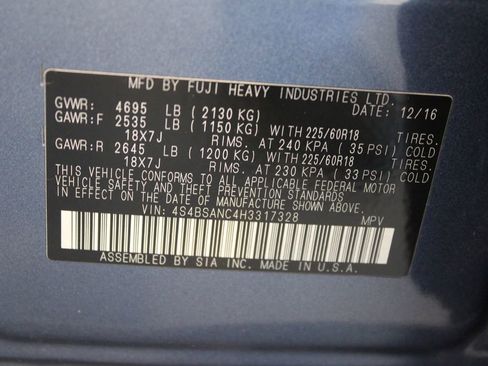 MFD BY FUJI HEAVY INDUSTRIES LTD.
GVWR: 4695 LB ( 2130 KG) DATE: 12/16
GAWR:F 2535 LB ( 1150 KG) WITH 225/60R18 TIRES.
18X7J RIMS. AT 240 KPA ( 35 PSI) COLD
GAWR:R 2645 LB ( 1200 KG) WITH 225/60R18 TIRES.
18X7J RIMS. AT 230 KPA ( 33 PSI) COLD
THIS VEHICLE CONFORMS TO ALL APPLICABLE FEDERAL MOTOR
VEHICLE SAFETY AND THEFT PREVENTION STANDARDS
IN EFFECT ON THE DATE OF MANUFACTURE SHOWN ABOVE.
VIN: 4S4BSANC4H3317328 MPV
ASSEMBLED BY SIA INC. MADE IN U.S.A.